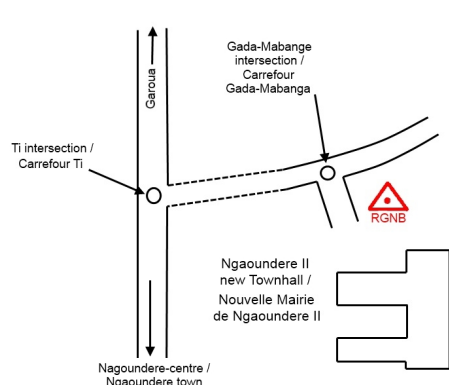 Gada-Mabange
intersection /
Carrefour
Gada-Mabanga
Garoua
Ti intersection /
Carrefour Ti
RGNB
Ngaoundere II
new Townhall /
Nouvelle Mairie
de Ngaoundere II
Nagoundere-centre /
Ngaoundere town